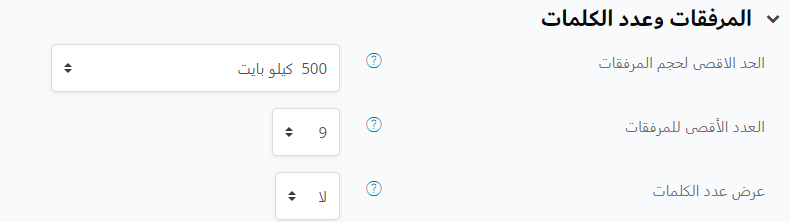 المرفقات وعدد الكلمات
الحد الاقصى لحجم المرفقات
500 كيلو بايت
العدد الأقصى للمرفقات
9
عرض عدد الكلمات
لا